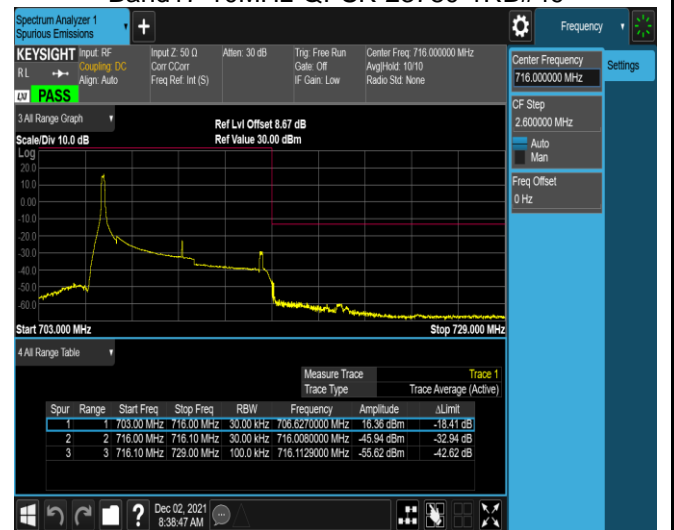 Spectrum Analyzer 1
Spurious Emissions
+
Frequency
KEYSIGHT
RL
Input: RF
Coupling: DC
Align: Auto
Input Z: 50 Ω
Corr CCorr
Freq Ref: Int (S)
Atten: 30 dB
Trig: Free Run
Gate: Off
IF Gain: Low
Center Freq: 716.000000 MHz
Avg|Hold: 10/10
Radio Std: None
LXI PASS
Center Frequency
716.000000 MHz
Settings
CF Step
2.600000 MHz
Auto
Man
Freq Offset
0 Hz
3 All Range Graph
Scale/Div 10.0 dB
Ref Lvl Offset 8.67 dB
Ref Value 30.00 dBm
Log
20.0
10.0
0.00
-10.0
-20.0
-30.0
-40.0
-50.0
-60.0
Start 703.000 MHz
Stop 729.000 MHz
4 All Range Table
Measure Trace Trace 1
Trace Type Trace Average (Active)
Spur Range Start Freq Stop Freq RBW Frequency Amplitude ΔLimit
1 1 703.00 MHz 716.00 MHz 30.00 kHz 706.6270000 MHz 16.36 dBm -18.41 dB
2 2 716.00 MHz 716.10 MHz 30.00 kHz 716.0080000 MHz -45.94 dBm -32.94 dB
3 3 716.10 MHz 729.00 MHz 100.0 kHz 716.1129000 MHz -55.62 dBm -42.62 dB
?
Dec 02, 2021
8:38:47 AM